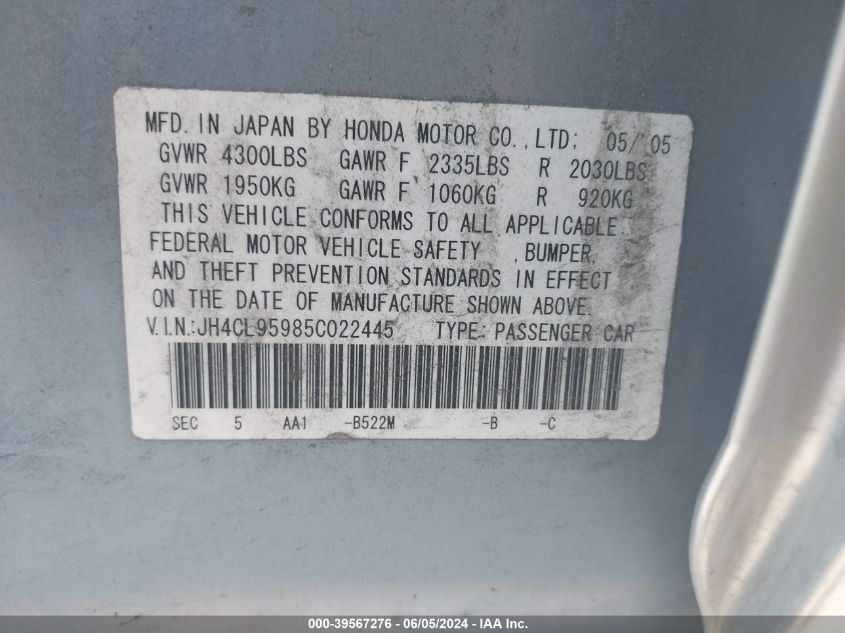 MFD. IN JAPAN BY HONDA MOTOR CO., LTD; 05/ 05
GVWR 4300LBS GAWR F 2335LBS R 2030LBS
GVWR 1950KG GAWR F 1060KG R 920KG
THIS VEHICLE CONFORMS TO ALL APPLICABLE
FEDERAL MOTOR VEHICLE SAFETY , BUMPER,
AND THEFT PREVENTION STANDARDS IN EFFECT
ON THE DATE OF MANUFACTURE SHOWN ABOVE.
V.I.N.:JH4CL95985C022445 TYPE: PASSENGER CAR
SEC 5 AA1 -B522M -B -C
000-39567276 - 06/05/2024 - IAA Inc.